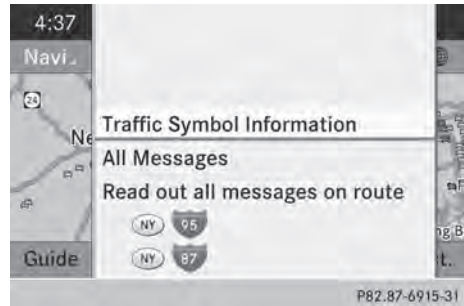 4:37
Navi
24
Ne
Traffic Symbol Information
All Messages
Read out all messages on route
NY 95
NY 87
Guide
t.
P82.87-6915-31